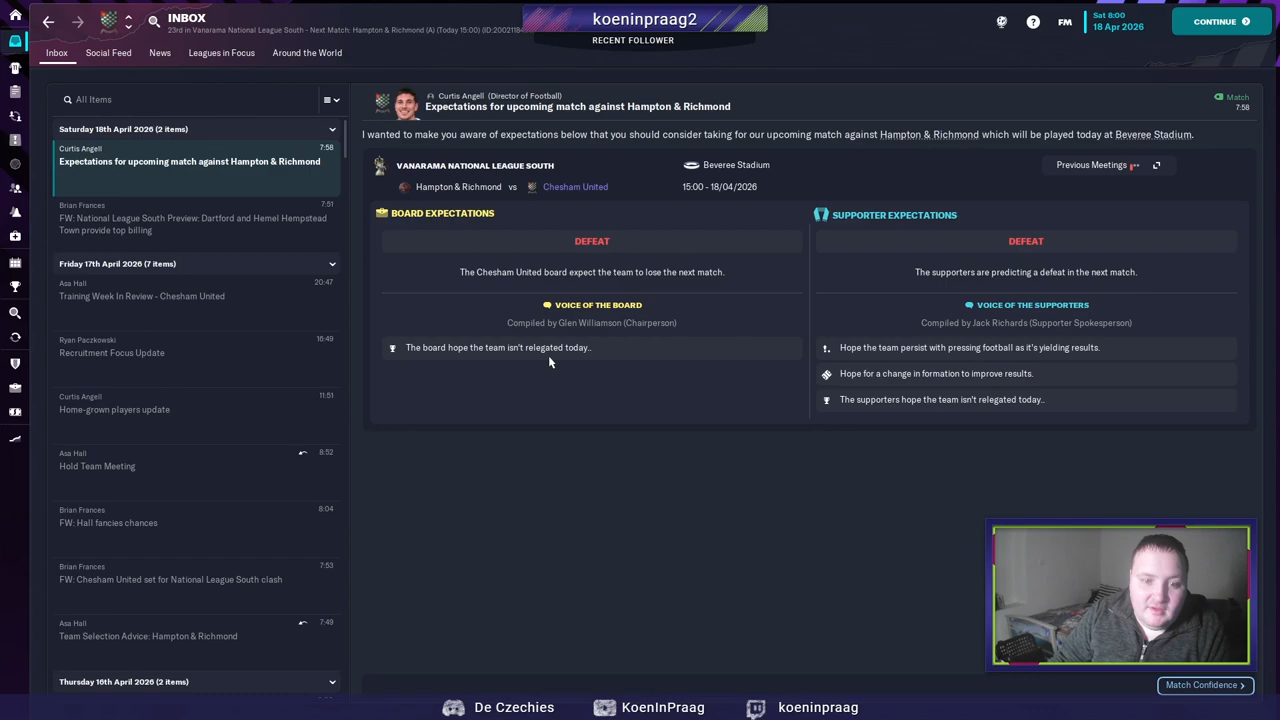 INBOX
23rd in Vanarama National League South - Next Match: Hampton & Richmond (A) (Today 15:00) (ID:2002118
koeninpraag2
RECENT FOLLOWER
FM
Sat 8:00
18 Apr 2026
CONTINUE
Inbox
Social Feed
News
Leagues in Focus
Around the World
All Items
Saturday 18th April 2026 (2 items)
Curtis Angell
7:58
Expectations for upcoming match against Hampton & Richmond
Brian Frances
7:51
FW: National League South Preview: Dartford and Hemel Hempstead
Town provide top billing
Friday 17th April 2026 (7 items)
Asa Hall
20:47
Training Week In Review - Chesham United
Ryan Paczkowski
16:49
Recruitment Focus Update
Curtis Angell
11:51
Home-grown players update
Asa Hall
8:52
Hold Team Meeting
Brian Frances
8:04
FW: Hall fancies chances
Brian Frances
7:53
FW: Chesham United set for National League South clash
Asa Hall
7:49
Team Selection Advice: Hampton & Richmond
Thursday 16th April 2026 (2 items)
Curtis Angell (Director of Football)
Expectations for upcoming match against Hampton & Richmond
Match
7:58
I wanted to make you aware of expectations below that you should consider taking for our upcoming match against Hampton & Richmond which will be played today at Beveree Stadium.
VANARAMA NATIONAL LEAGUE SOUTH
Beveree Stadium
Previous Meetings
Hampton & Richmond vs Chesham United
15:00 - 18/04/2026
BOARD EXPECTATIONS
DEFEAT
The Chesham United board expect the team to lose the next match.
VOICE OF THE BOARD
Compiled by Glen Williamson (Chairperson)
The board hope the team isn't relegated today..
SUPPORTER EXPECTATIONS
DEFEAT
The supporters are predicting a defeat in the next match.
VOICE OF THE SUPPORTERS
Compiled by Jack Richards (Supporter Spokesperson)
Hope the team persist with pressing football as it's yielding results.
Hope for a change in formation to improve results.
The supporters hope the team isn't relegated today..
Match Confidence
De Czechies
KoenInPraag
koeninpraag